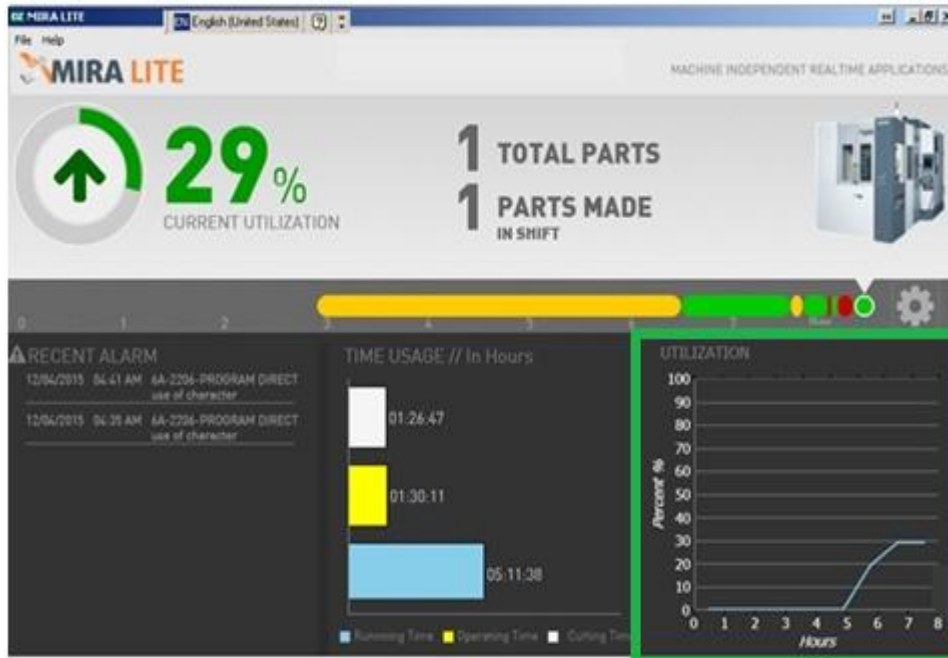 MIRA LITE
EN English (United States)
File Help
MIRA LITE
MACHINE INDEPENDENT REALTIME APPLICATIONS
29%
CURRENT UTILIZATION
1 TOTAL PARTS
1 PARTS MADE
IN SHIFT
0 1 2 3 4 5 6 7
RECENT ALARM
12/04/2015 04:41 AM 6A-2206-PROGRAM DIRECT
use of character
12/04/2015 04:35 AM 6A-2206-PROGRAM DIRECT
use of character
TIME USAGE // In Hours
01:26:47
01:30:11
05:11:38
Running Time Operating Time Cutting Time
UTILIZATION
Percent %
100
90
80
70
60
50
40
30
20
10
0
0 1 2 3 4 5 6 7 8
Hours